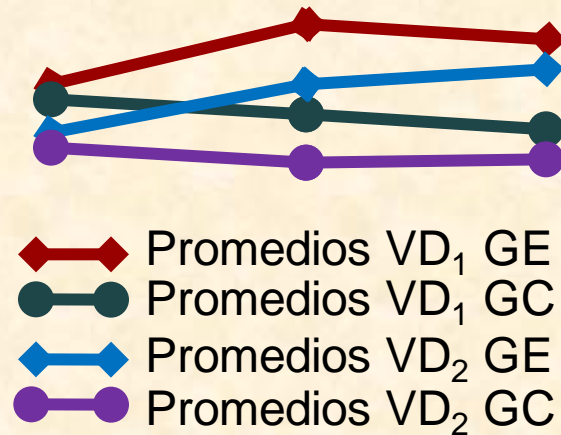 Promedios VD₁ GE
Promedios VD₁ GC
Promedios VD₂ GE
Promedios VD₂ GC